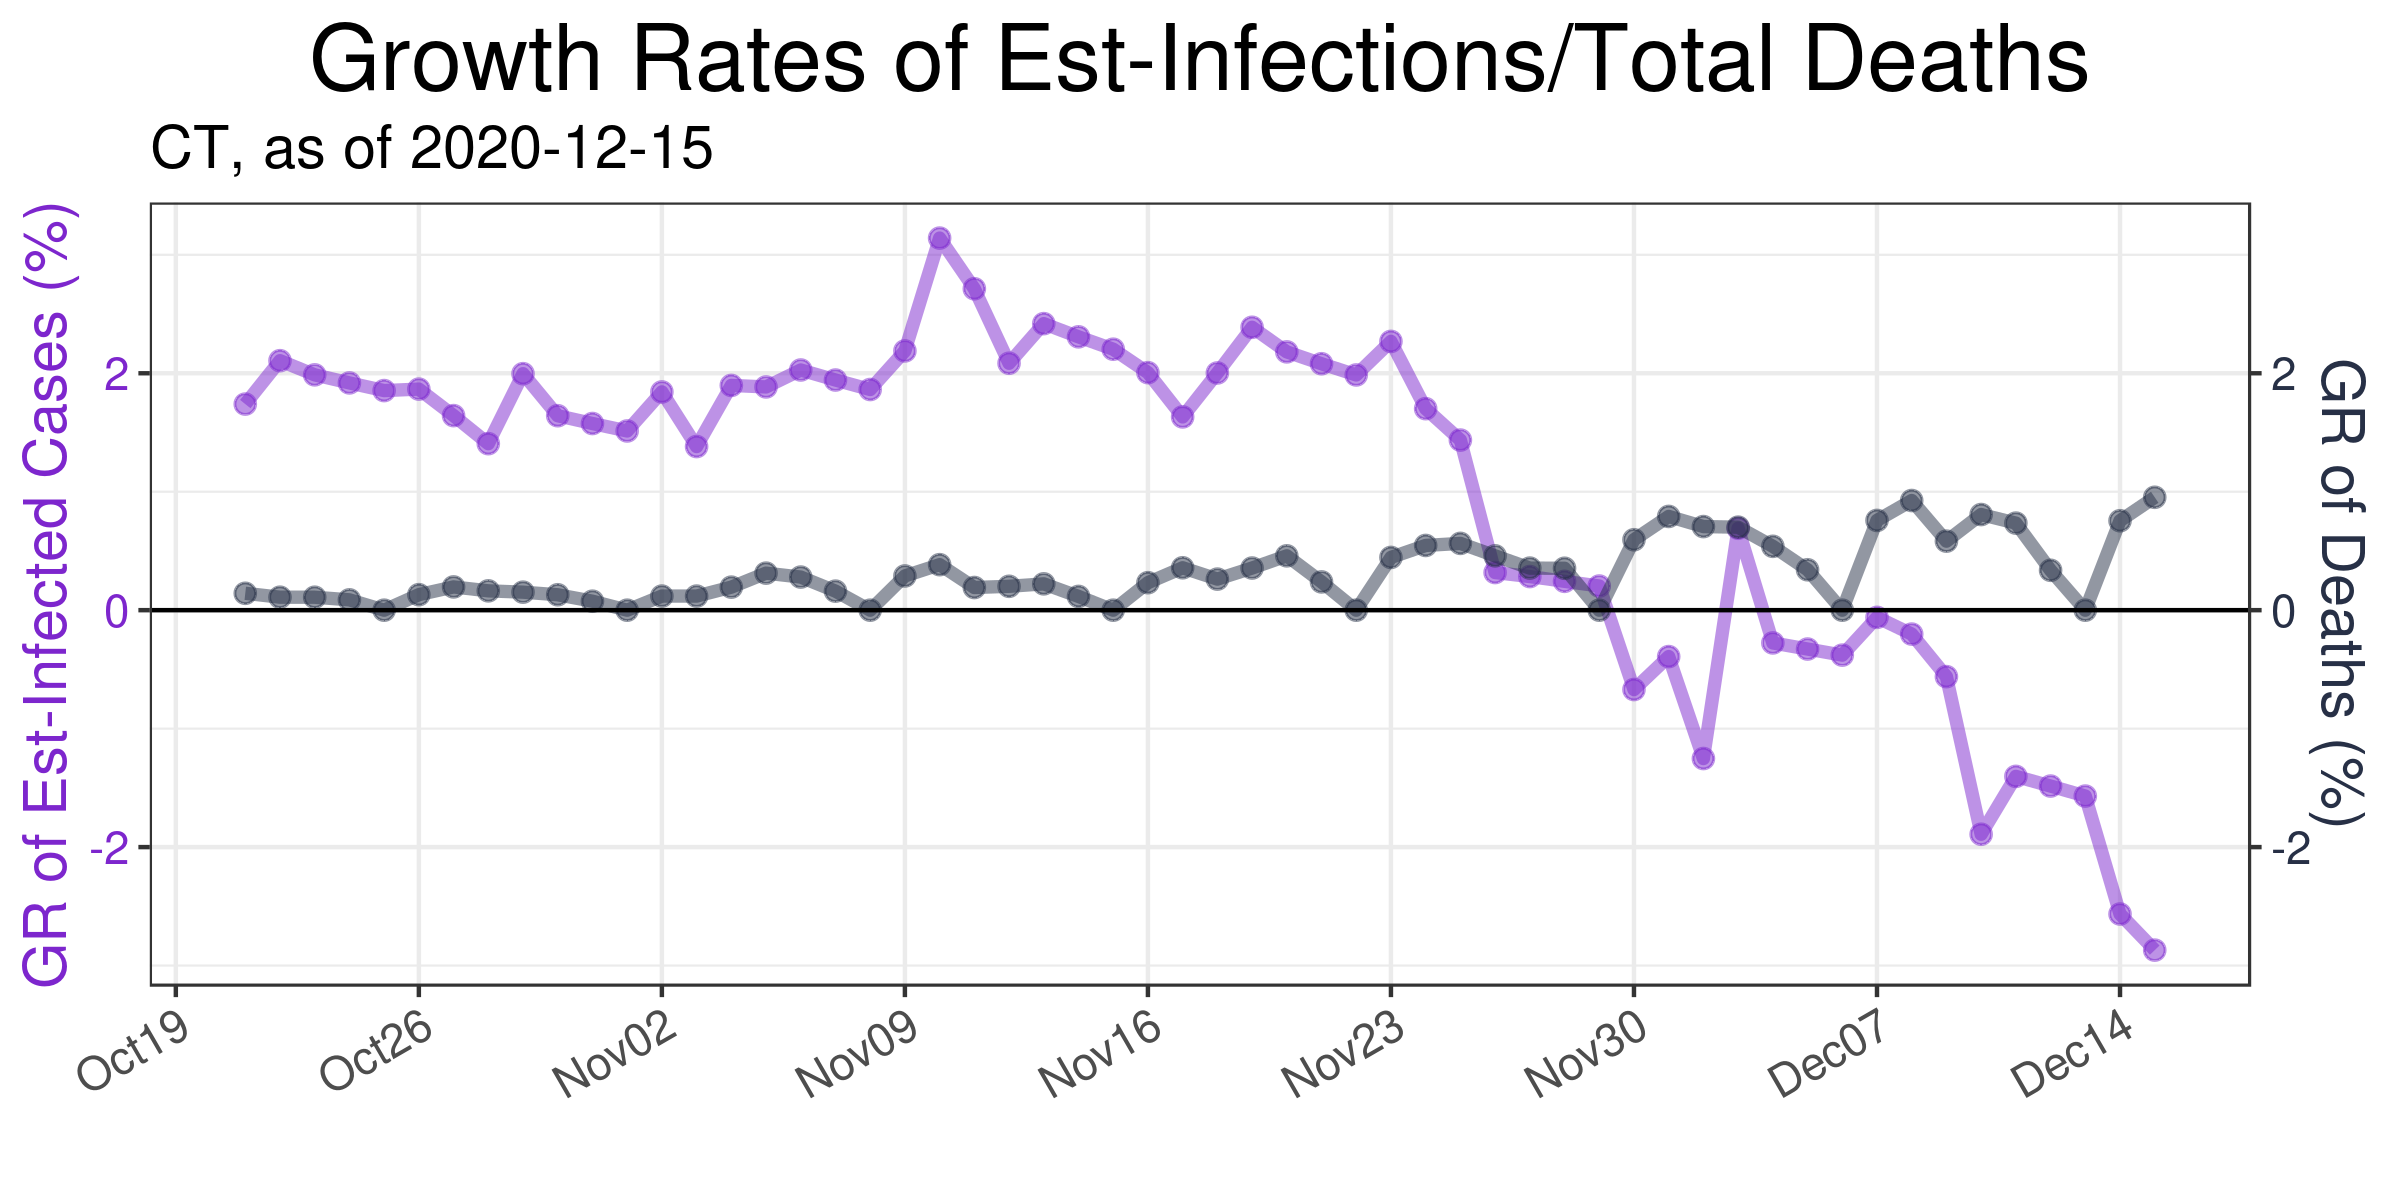 Growth Rates of Est-Infections/Total Deaths
CT, as of 2020-12-15
GR of Est-Infected Cases (%)
2
0
-2
2
0
-2
GR of Deaths (%)
Oct19
Oct26
Nov02
Nov09
Nov16
Nov23
Nov30
Dec07
Dec14